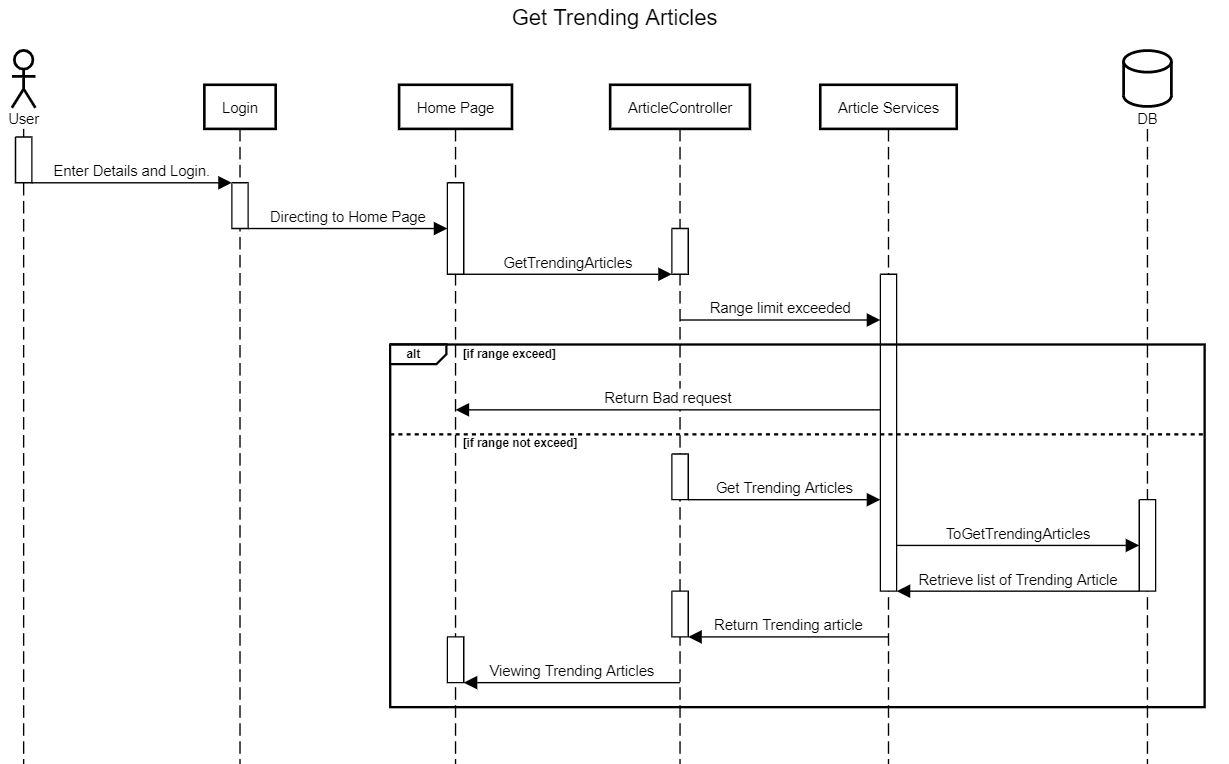 Get Trending Articles
User
Login
Home Page
ArticleController
Article Services
DB
Enter Details and Login.
Directing to Home Page
GetTrendingArticles
Range limit exceeded
alt
[if range exceed]
Return Bad request
[if range not exceed]
Get Trending Articles
ToGetTrendingArticles
Retrieve list of Trending Article
Return Trending article
Viewing Trending Articles